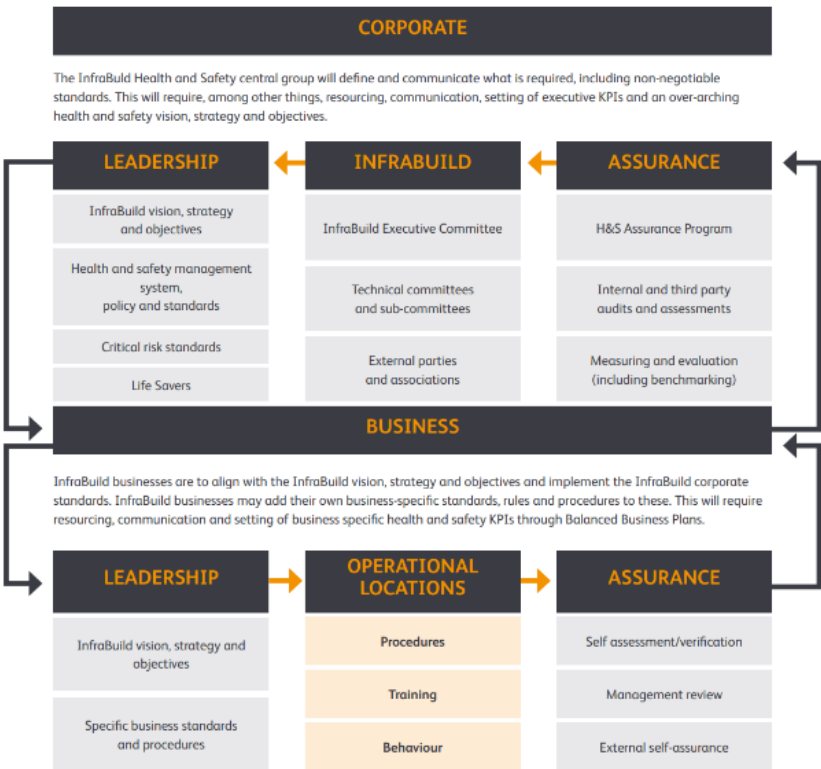 CORPORATE
The InfraBuld Health and Safety central group will define and communicate what is required, including non-negotiable
standards. This will require, among other things, resourcing, communication, setting of executive KPIs and an over-arching
health and safety vision, strategy and objectives.
LEADERSHIP
InfraBuild vision, strategy
and objectives
Health and safety management
system,
policy and standards
Critical risk standards
Life Savers
INFRABUILD
InfraBuild Executive Committee
Technical committees
and sub-committees
External parties
and associations
ASSURANCE
H&S Assurance Program
Internal and third party
audits and assessments
Measuring and evaluation
(including benchmarking)
BUSINESS
InfraBuild businesses are to align with the InfraBuild vision, strategy and objectives and implement the InfraBuild corporate
standards. InfraBuild businesses may add their own business-specific standards, rules and procedures to these. This will require
resourcing, communication and setting of business specific health and safety KPIs through Balanced Business Plans.
LEADERSHIP
InfraBuild vision, strategy and
objectives
Specific business standards
and procedures
OPERATIONAL
LOCATIONS
Procedures
Training
Behaviour
ASSURANCE
Self assessment/verification
Management review
External self-assurance